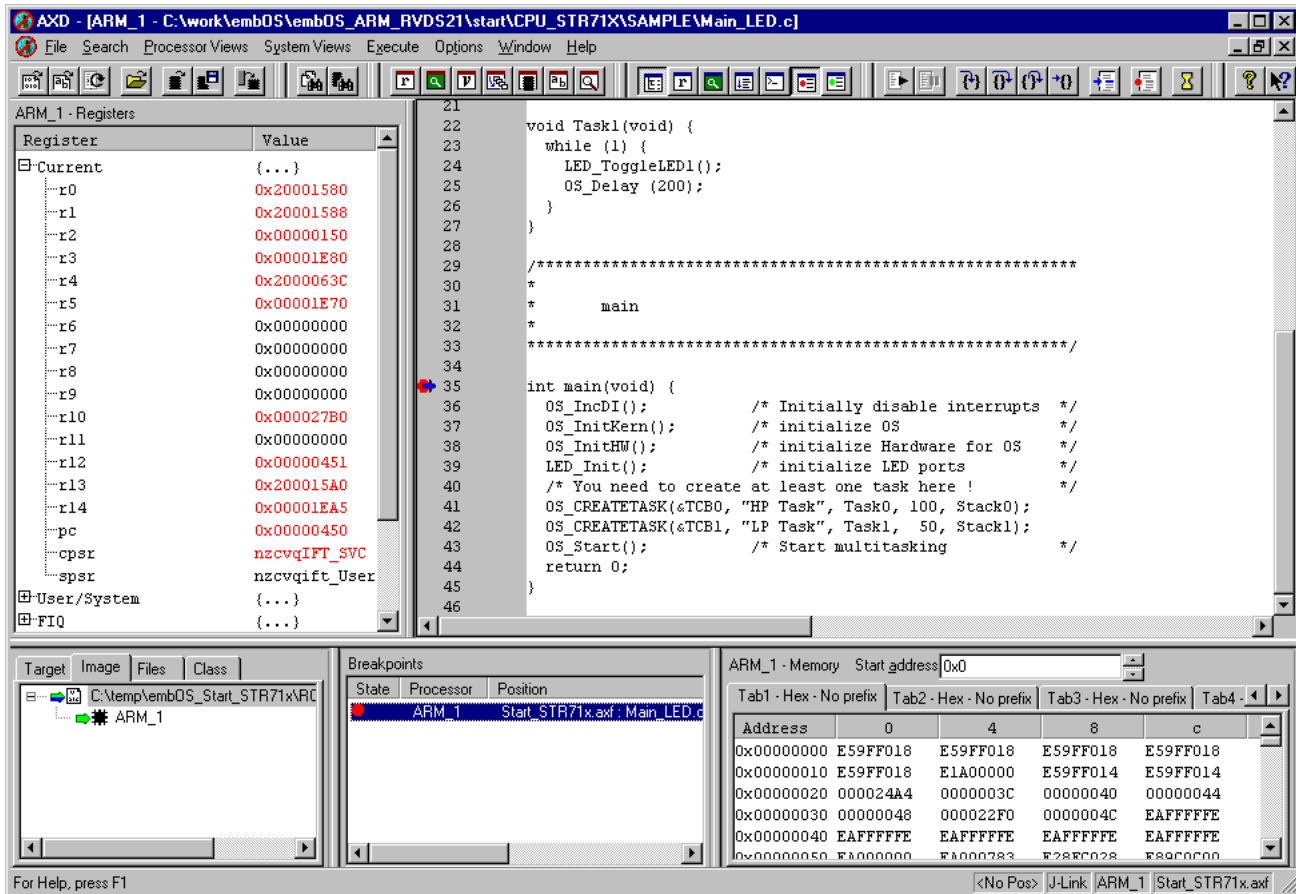 AXD - [ARM_1 - C:\work\embOS\embOS_ARM_RVDS21\start\CPU_STR71X\SAMPLE\Main_LED.c]
File Search Processor Views System Views Execute Options Window Help
ARM_1 - Registers
Register Value
Current {...}
r0 0x20001580
r1 0x20001588
r2 0x00000150
r3 0x00001E80
r4 0x2000063C
r5 0x00001E70
r6 0x00000000
r7 0x00000000
r8 0x00000000
r9 0x00000000
r10 0x000027B0
r11 0x00000000
r12 0x00000451
r13 0x200015A0
r14 0x00001EA5
pc 0x00000450
cpsr nzcvqIFT_SVC
spsr nzcvqift_User
User/System {...}
FIQ {...}
21
22 void Task1(void) {
23 while (1) {
24 LED_ToggleLED1();
25 OS_Delay (200);
26 }
27 }
28
29 /**********************************************************
30 *
31 * main
32 *
33 **********************************************************/
34
35 int main(void) {
36 OS_IncDI(); /* Initially disable interrupts */
37 OS_InitKern(); /* initialize OS */
38 OS_InitHW(); /* initialize Hardware for OS */
39 LED_Init(); /* initialize LED ports */
40 /* You need to create at least one task here ! */
41 OS_CREATETASK(&TCB0, "HP Task", Task0, 100, Stack0);
42 OS_CREATETASK(&TCB1, "LP Task", Task1, 50, Stack1);
43 OS_Start(); /* Start multitasking */
44 return 0;
45 }
46
Target Image Files Class
C:\temp\embOS_Start_STR71x\RO
ARM_1
Breakpoints
State Processor Position
ARM_1 Start_STR71x.axf : Main_LED.c
ARM_1 - Memory Start address 0x0
Tab1 - Hex - No prefix Tab2 - Hex - No prefix Tab3 - Hex - No prefix Tab4 -
Address 0 4 8 c
0x00000000 E59FF018 E59FF018 E59FF018 E59FF018
0x00000010 E59FF018 E1A00000 E59FF014 E59FF014
0x00000020 000024A4 0000003C 00000040 00000044
0x00000030 00000048 000022F0 0000004C EAFFFFFE
0x00000040 EAFFFFFE EAFFFFFE EAFFFFFE EAFFFFFE
0x00000050 EA000000 EA000783 E28FC028 E89C0C00
For Help, press F1
<No Pos> J-Link ARM_1 Start_STR71x.axf